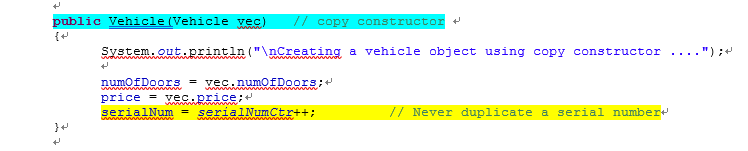 public Vehicle(Vehicle vec) // copy constructor
{
System.out.println("\nCreating a vehicle object using copy constructor ....");
numOfDoors = vec.numOfDoors;
price = vec.price;
serialNum = serialNumCtr++; // Never duplicate a serial number
}